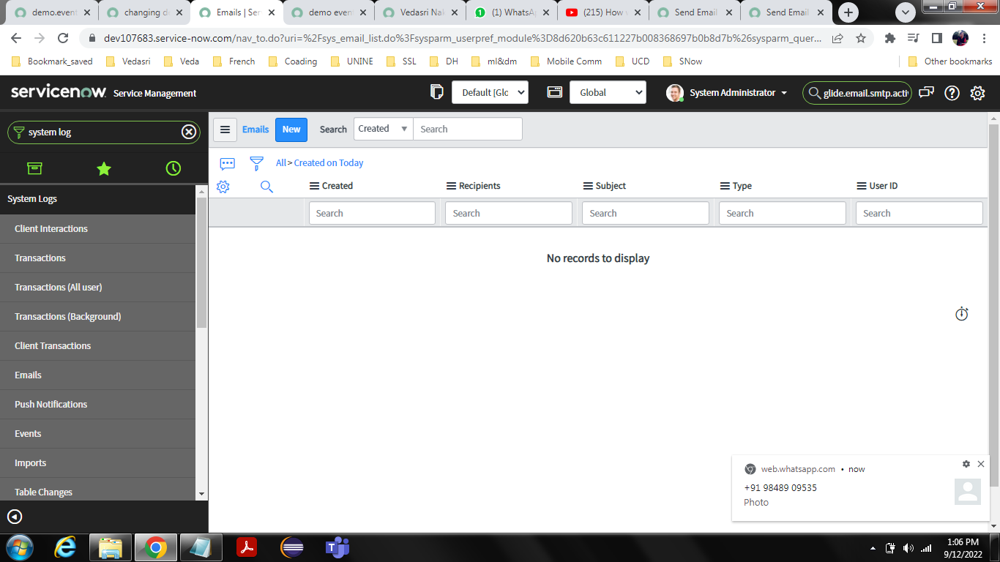 demo.event
changing d
Emails | Ser
demo event
Vedasri Nak
(1) WhatsAp
(215) How
Send Email
Send Email
dev107683.service-now.com/nav_to.do?uri=%2Fsys_email_list.do%3Fsysparm_userpref_module%3D8d620b63c611227b008368697b0b8d7b%26sysparm_quer...
Bookmark_saved
Vedasri
Veda
French
Coading
UNINE
SSL
DH
ml&dm
Mobile Comm
UCD
SNow
Other bookmarks
servicenow. Service Management
Default [Glo
Global
System Administrator
glide.email.smtp.acti
system log
Emails
New
Search
Created
Search
All > Created on Today
Created
Recipients
Subject
Type
User ID
Search
Search
Search
Search
Search
No records to display
System Logs
Client Interactions
Transactions
Transactions (All user)
Transactions (Background)
Client Transactions
Emails
Push Notifications
Events
Imports
Table Changes
web.whatsapp.com • now
+91 98489 09535
Photo
1:06 PM
9/12/2022